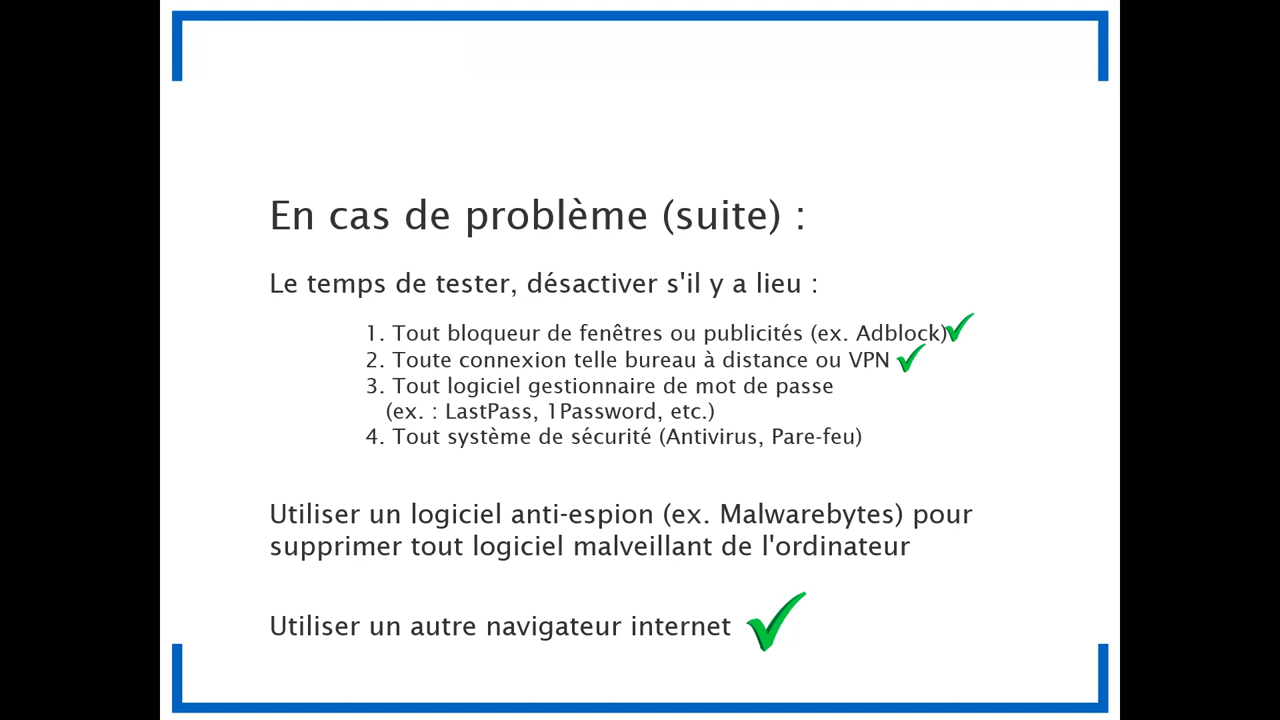 En cas de problème (suite) :
Le temps de tester, désactiver s'il y a lieu :
1. Tout bloqueur de fenêtres ou publicités (ex. Adblock)
2. Toute connexion telle bureau à distance ou VPN
3. Tout logiciel gestionnaire de mot de passe
(ex. : LastPass, 1Password, etc.)
4. Tout système de sécurité (Antivirus, Pare-feu)
Utiliser un logiciel anti-espion (ex. Malwarebytes) pour
supprimer tout logiciel malveillant de l'ordinateur
Utiliser un autre navigateur internet